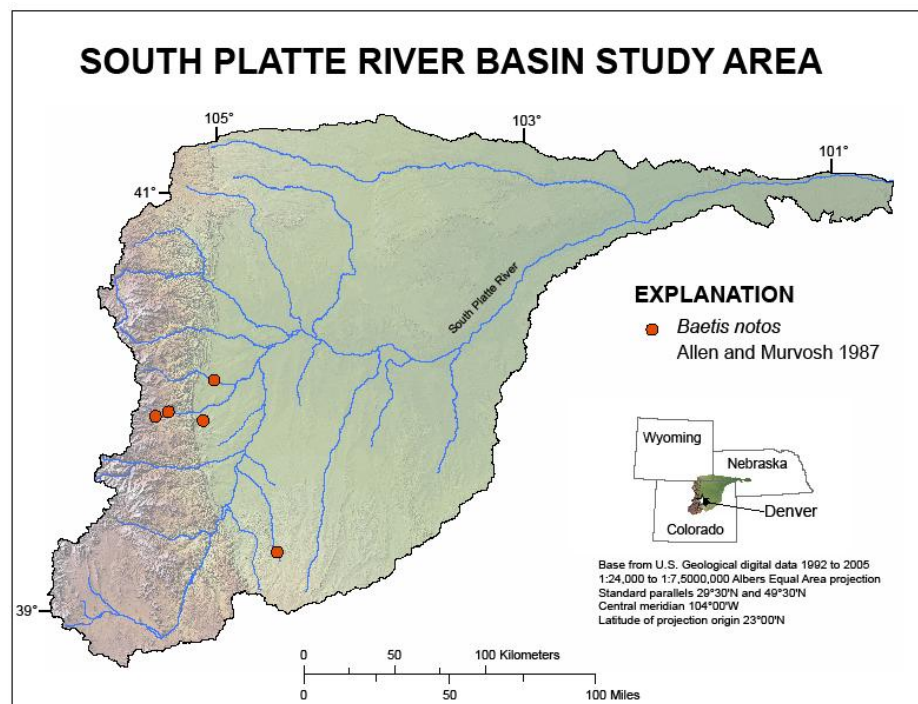 SOUTH PLATTE RIVER BASIN STUDY AREA
105°
103°
101°
41°
South Platte River
EXPLANATION
Baetis notos
Allen and Murvosh 1987
Wyoming
Nebraska
Denver
Colorado
Base from U.S. Geological digital data 1992 to 2005
1:24,000 to 1:7,5000,000 Albers Equal Area projection
Standard parallels 29°30'N and 49°30'N
Central meridian 104°00'W
Latitude of projection origin 23°00'N
39°
0 50 100 Kilometers
0 50 100 Miles